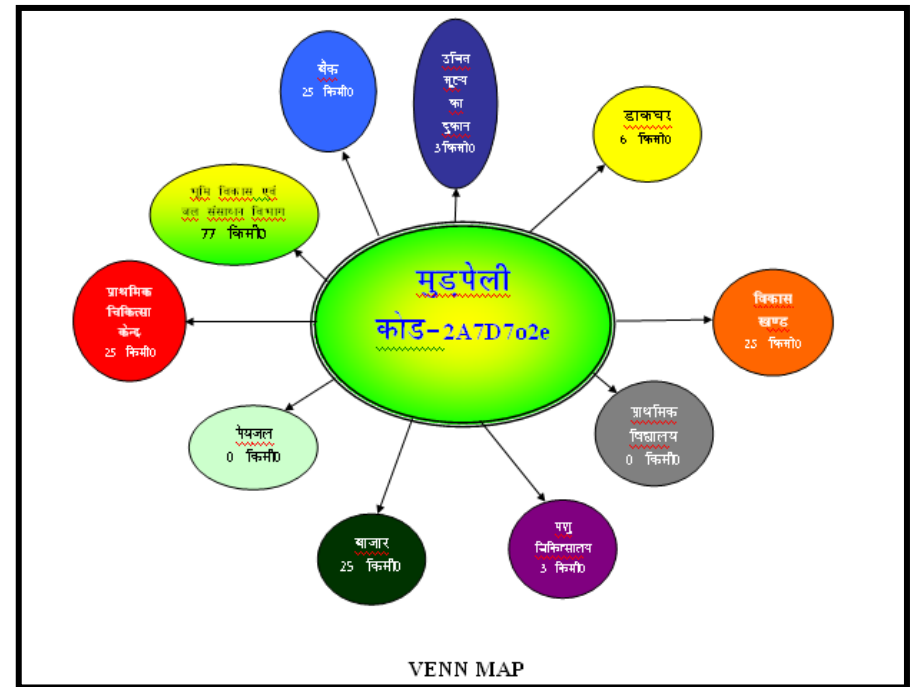 बैंक
25 किमी0
उचित
मूल्य
का
दुकान
3किमी0
डाकघर
6 किमी0
भूमि विकास एवं
जल संसाधन विभाग
77 किमी0
मुडपेली
कोड-2A7D7o2e
प्राथमिक
चिकित्सा
केन्द्र
25 किमी0
विकास
खण्ड
25 किमी0
पेयजल
0 किमी0
प्राथमिक
विद्यालय
0 किमी0
बाजार
25 किमी0
पशु
चिकित्सालय
3 किमी0
VENN MAP